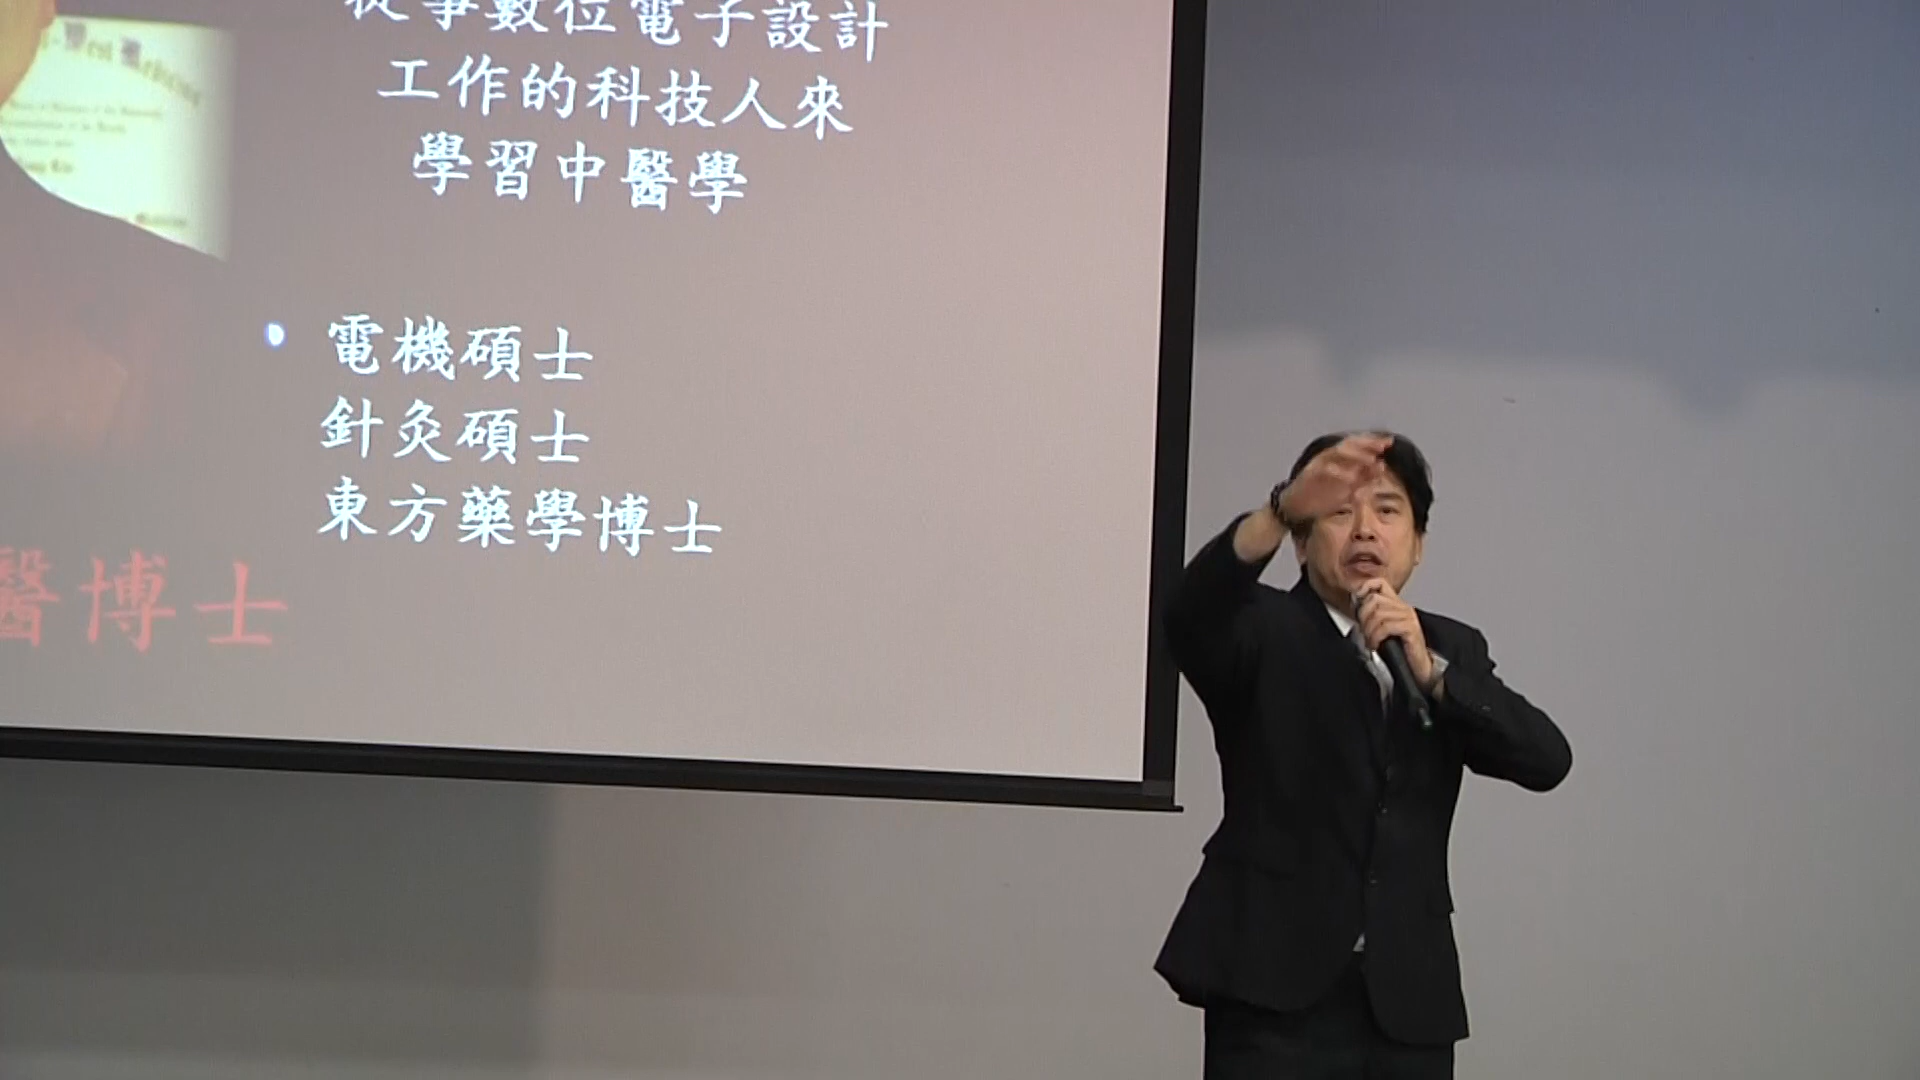 從事數位電子設計
工作的科技人來
學習中醫學
電機碩士
針灸碩士
東方藥學博士
醫博士